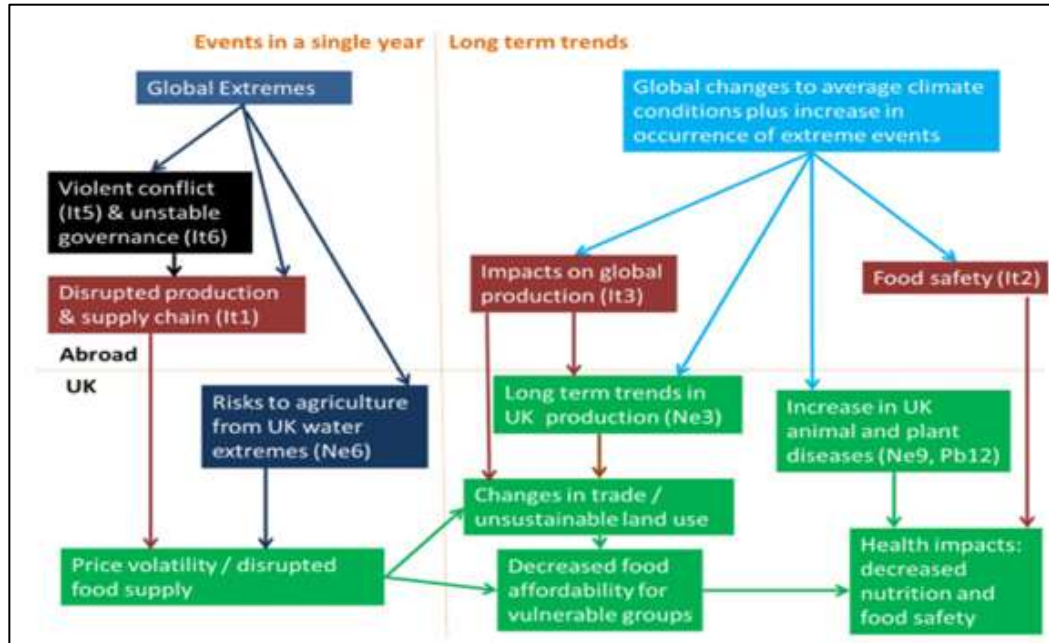 Events in a single year
Long term trends
Global Extremes
Global changes to average climate
conditions plus increase in
occurrence of extreme events
Violent conflict
(It5) & unstable
governance (It6)
Disrupted production
& supply chain (It1)
Impacts on global
production (It3)
Food safety (It2)
Abroad
UK
Risks to agriculture
from UK water
extremes (Ne6)
Long term trends in
UK production (Ne3)
Increase in UK
animal and plant
diseases (Ne9, Pb12)
Changes in trade /
unsustainable land use
Price volatility / disrupted
food supply
Decreased food
affordability for
vulnerable groups
Health impacts:
decreased
nutrition and
food safety